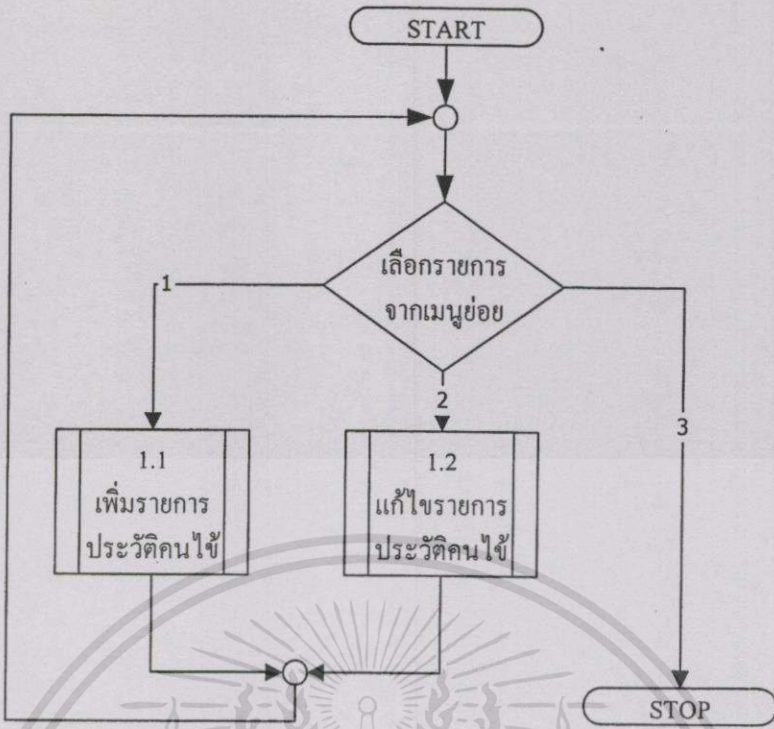 START
เลือกรายการ
จากเมนูย่อย
1
2
3
1.1
เพิ่มรายการ
ประวัติคนไข้
1.2
แก้ไขรายการ
ประวัติคนไข้
STOP